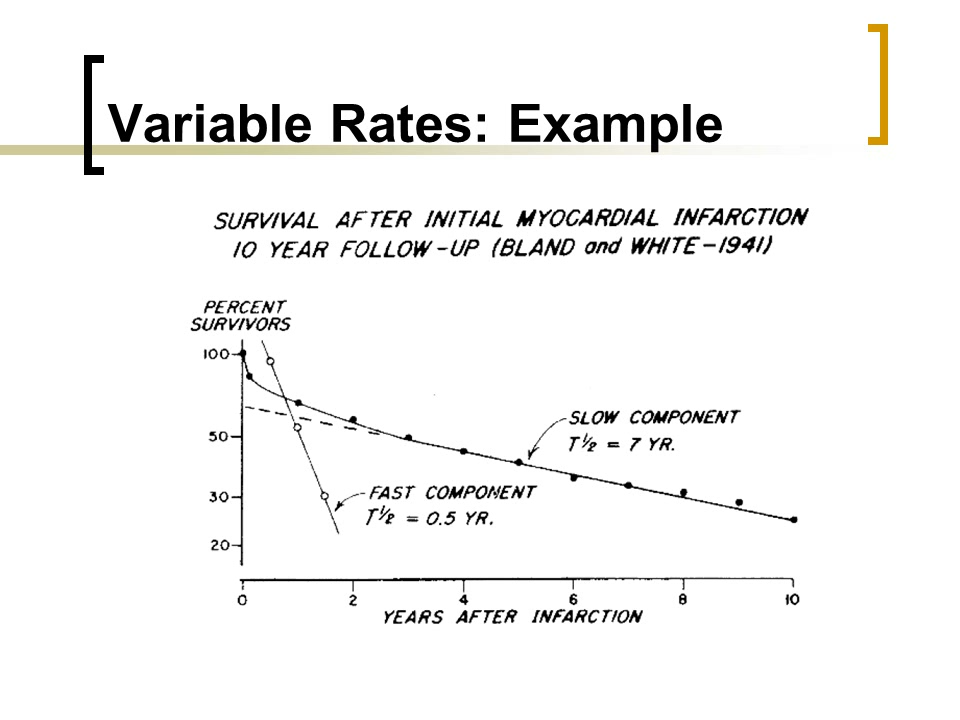 Variable Rates: Example
SURVIVAL AFTER INITIAL MYOCARDIAL INFARCTION
10 YEAR FOLLOW-UP (BLAND and WHITE-1941)
PERCENT
SURVIVORS
100
50
30
20
SLOW COMPONENT
T½ = 7 YR.
FAST COMPONENT
T½ = 0.5 YR.
0 2 4 6 8 10
YEARS AFTER INFARCTION